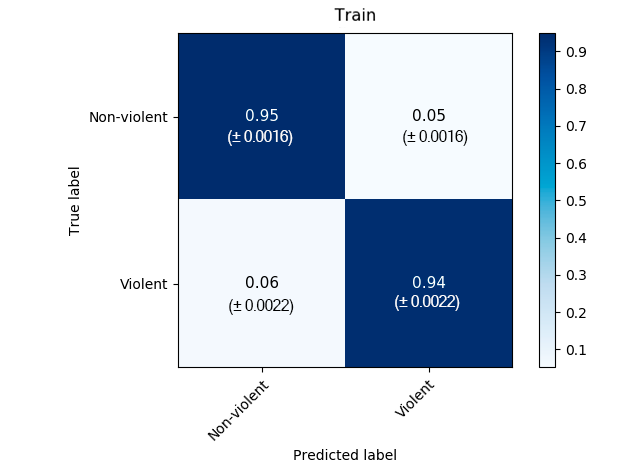 Train
Non-violent
0.95
(± 0.0016)
0.05
(± 0.0016)
Violent
0.06
(± 0.0022)
0.94
(± 0.0022)
True label
Non-violent
Violent
Predicted label
0.9
0.8
0.7
0.6
0.5
0.4
0.3
0.2
0.1